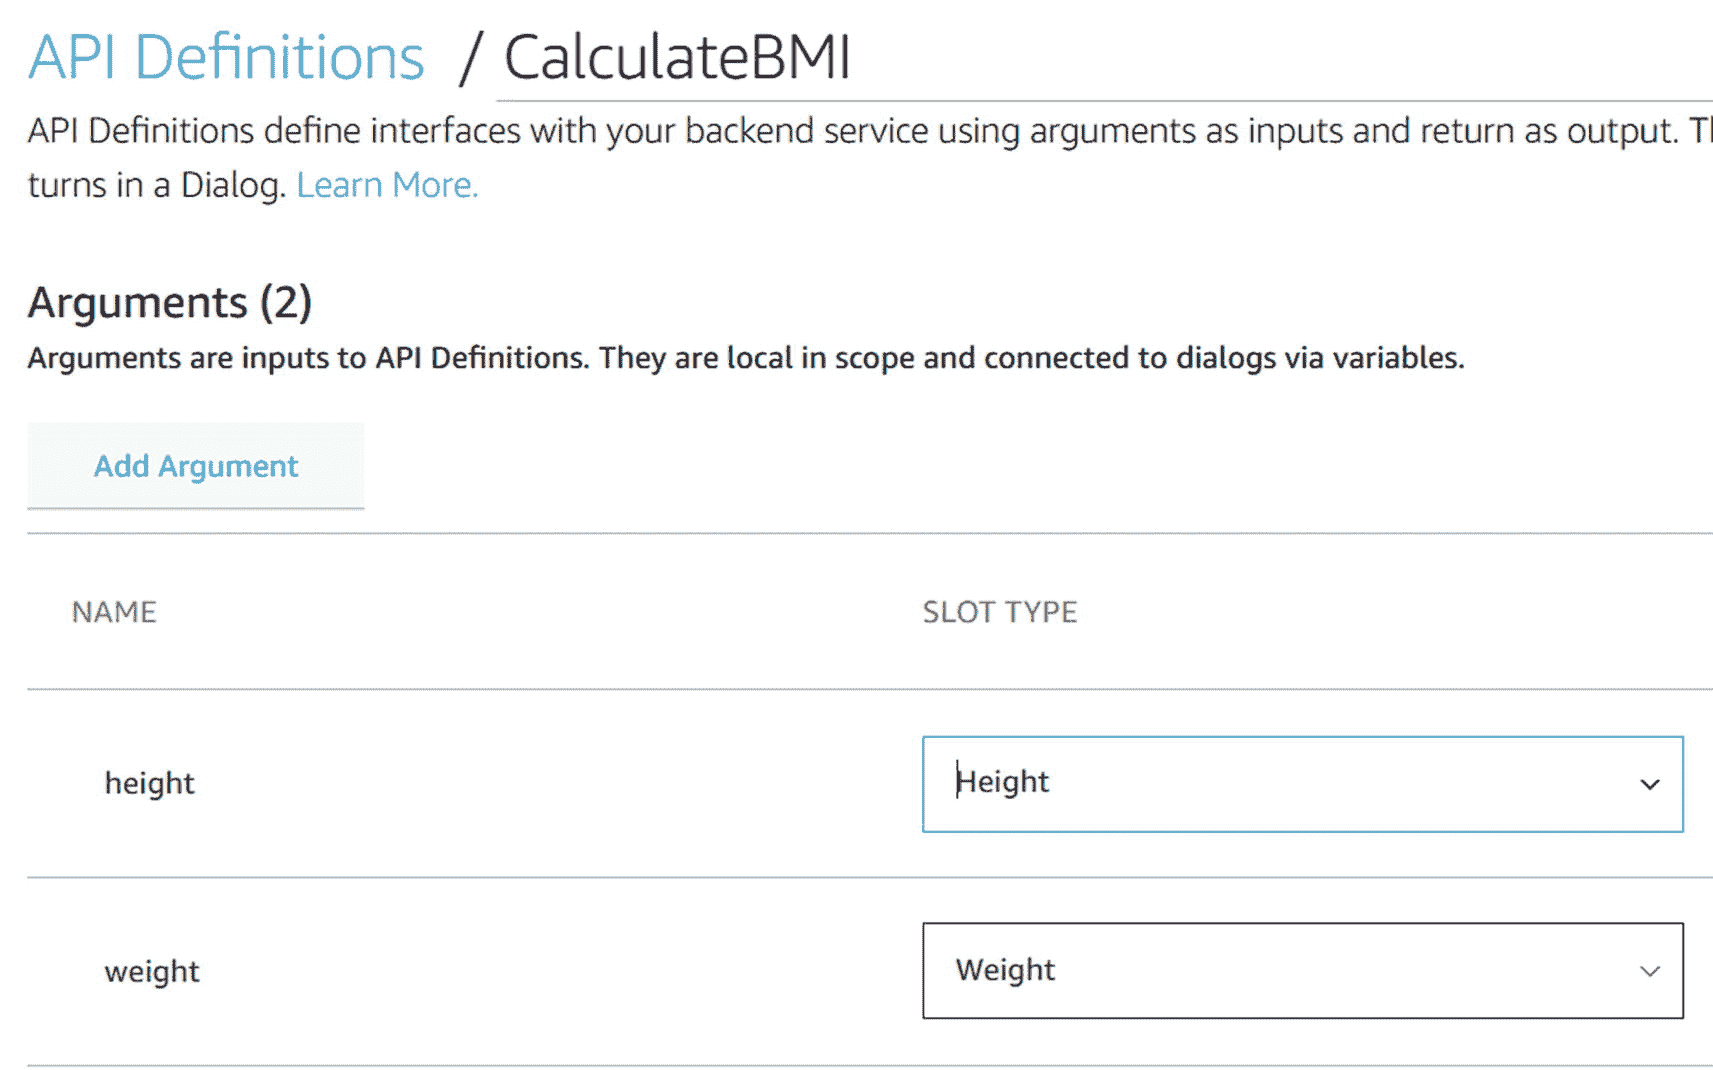 API Definitions / CalculateBMI
API Definitions define interfaces with your backend service using arguments as inputs and return as output.
turns in a Dialog. Learn More.
Arguments (2)
Arguments are inputs to API Definitions. They are local in scope and connected to dialogs via variables.
Add Argument
NAME SLOT TYPE
height Height
weight Weight